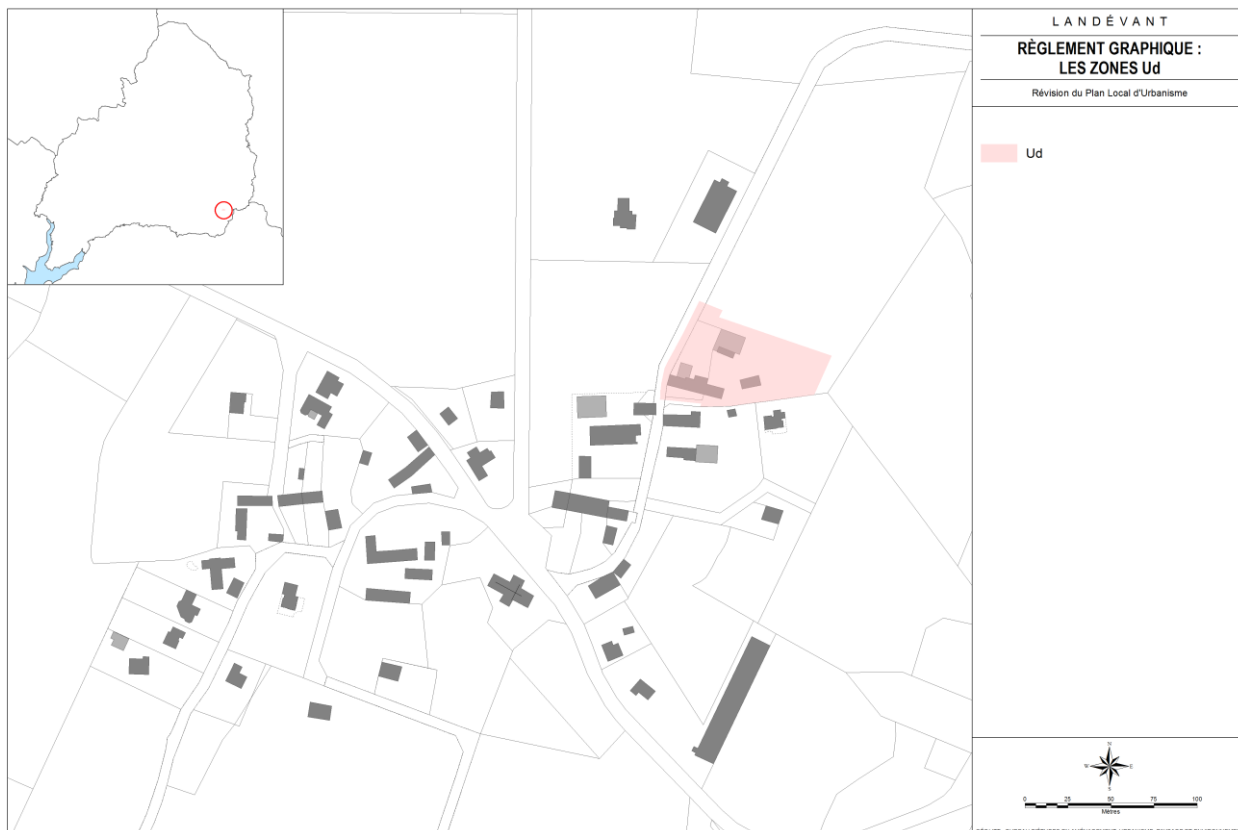 LANDÉVANT
RÈGLEMENT GRAPHIQUE :
LES ZONES Ud
Révision du Plan Local d'Urbanisme
Ud
N
W
E
S
0
25
50
75
100
Mètres